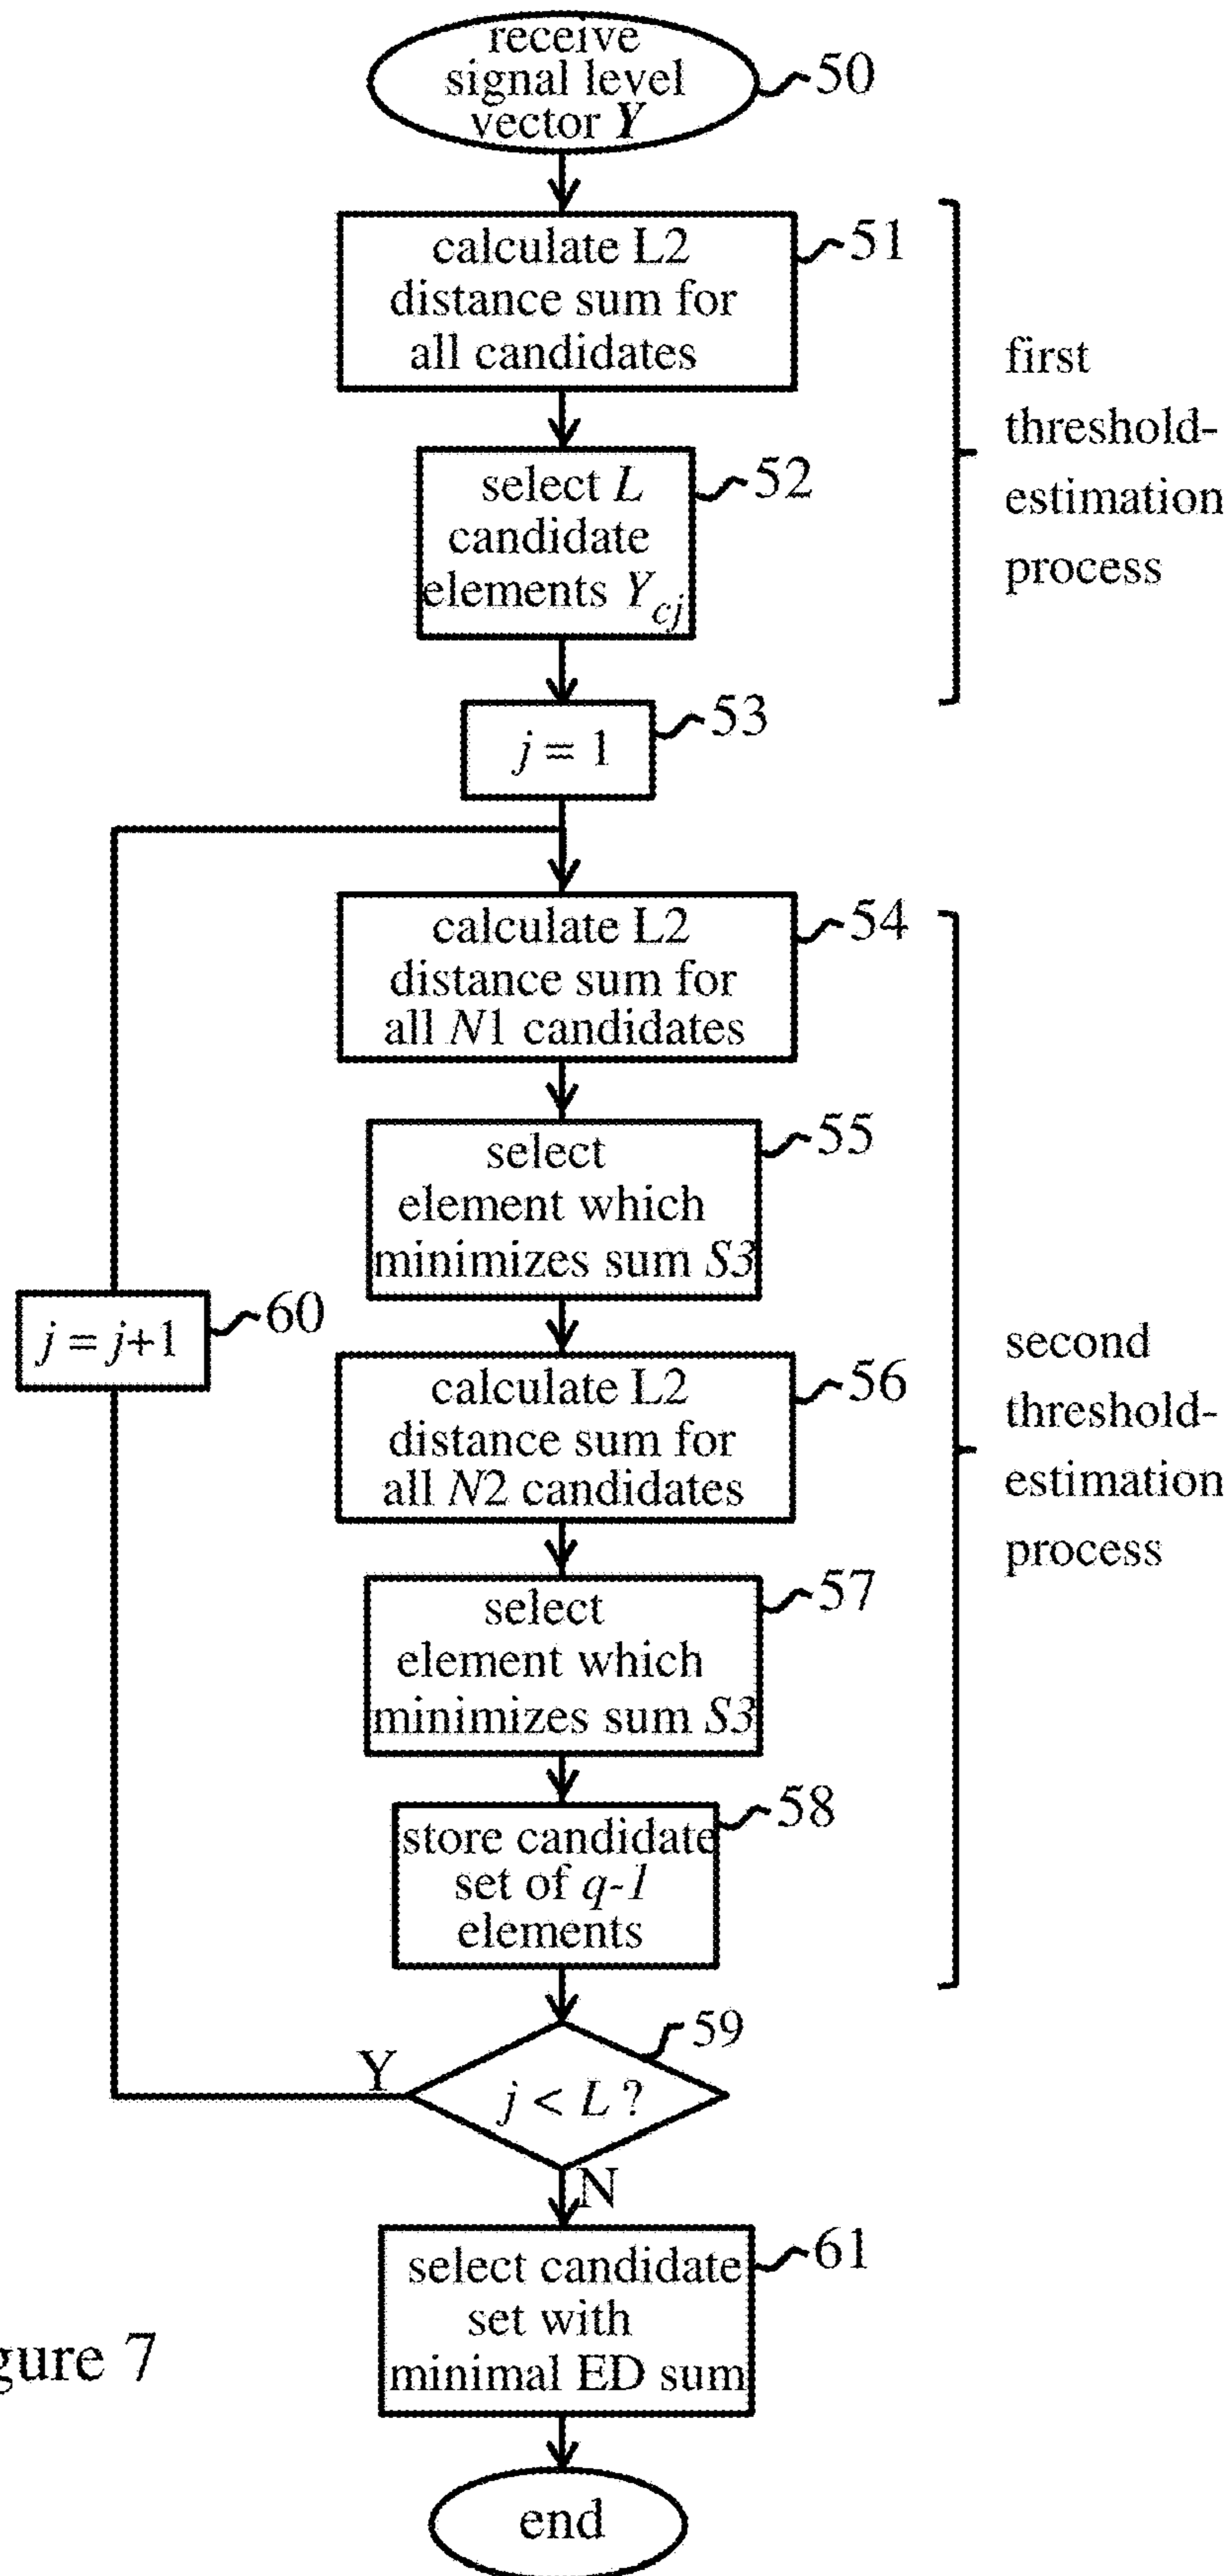 receive
signal level
vector Y
50
calculate L2
distance sum for
all candidates
51
select L
candidate
elements Ycj
52
first
threshold-
estimation
process
j = 1
53
calculate L2
distance sum for
all N1 candidates
54
select
element which
minimizes sum S3
55
j = j+1
60
calculate L2
distance sum for
all N2 candidates
56
second
threshold-
estimation
process
select
element which
minimizes sum S3
57
store candidate
set of q-1
elements
58
59
Y
j < L ?
N
select candidate
set with
minimal ED sum
61
gure 7
end